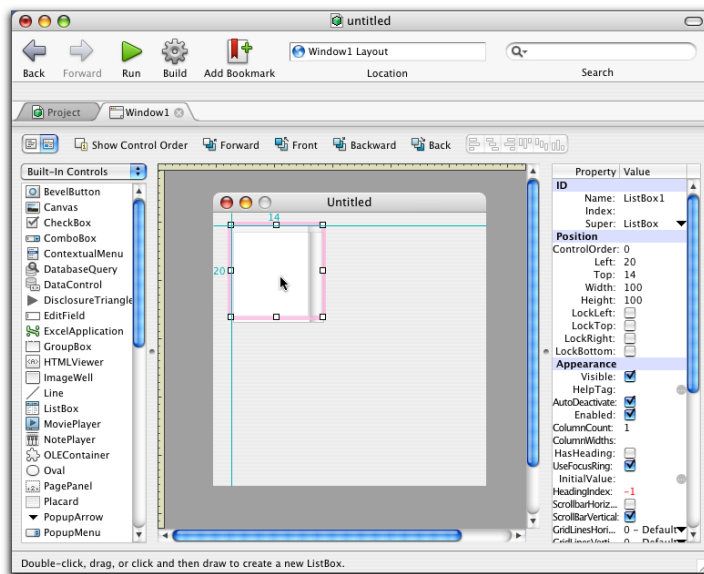 untitled
Back
Forward
Run
Build
Add Bookmark
Window1 Layout
Location
Search
Project
Window1
Show Control Order
Forward
Front
Backward
Back
Built-In Controls
BevelButton
Canvas
CheckBox
ComboBox
ContextualMenu
DatabaseQuery
DataControl
DisclosureTriangle
EditField
ExcelApplication
GroupBox
HTMLViewer
ImageWell
Line
ListBox
MoviePlayer
NotePlayer
OLEContainer
Oval
PagePanel
Placard
PopupArrow
PopupMenu
Untitled
14
20
Property Value
ID
Name: ListBox1
Index:
Super: ListBox
Position
ControlOrder: 0
Left: 20
Top: 14
Width: 100
Height: 100
LockLeft:
LockTop:
LockRight:
LockBottom:
Appearance
Visible:
HelpTag:
AutoDeactivate:
Enabled:
ColumnCount: 1
ColumnWidths:
HasHeading:
UseFocusRing:
InitialValue:
HeadingIndex: -1
ScrollbarHoriz...
ScrollBarVertical:
GridLinesHori... 0 - Default
GridLinesVerti... 0 - Default
Double-click, drag, or click and then draw to create a new ListBox.